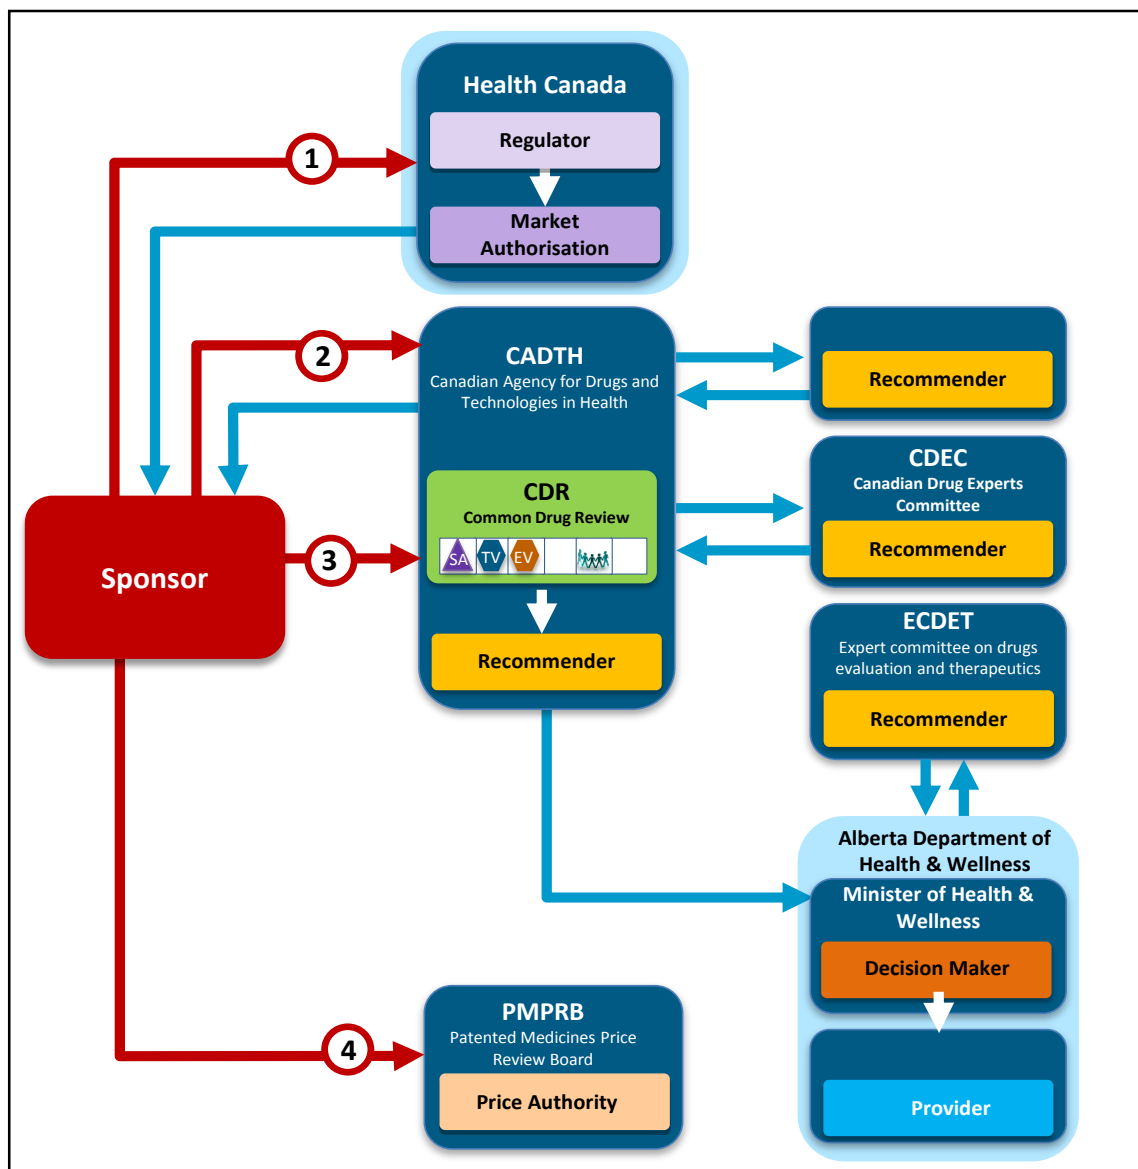 Health Canada
Regulator
1
Market
Authorisation
2
CADTH
Canadian Agency for Drugs and
Technologies in Health
Recommender
CDEC
Canadian Drug Experts
Committee
Recommender
CDR
Common Drug Review
SA
TV
EV
3
Sponsor
Recommender
ECDET
Expert committee on drugs
evaluation and therapeutics
Recommender
Alberta Department of
Health & Wellness
Minister of Health &
Wellness
Decision Maker
Provider
4
PMPRB
Patented Medicines Price
Review Board
Price Authority